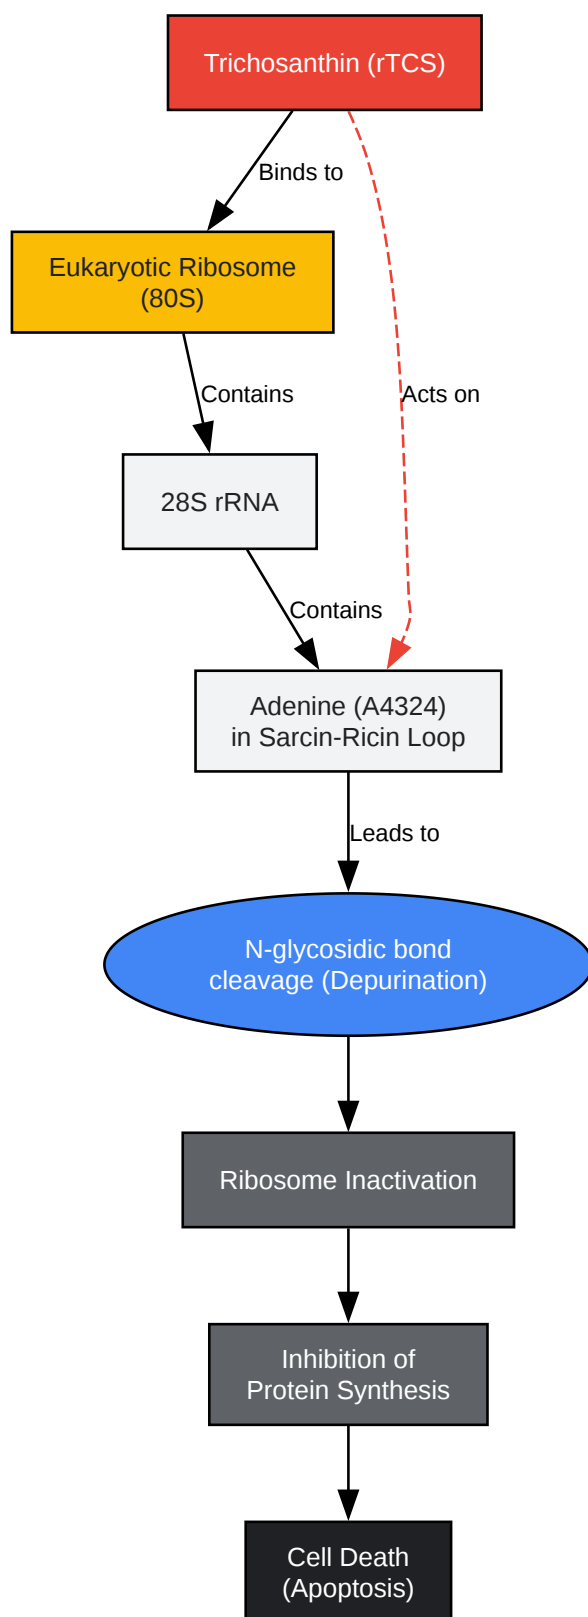 Trichosanthin (rTCS)
Binds to
Eukaryotic Ribosome
(80S)
Contains
Acts on
28S rRNA
Contains
Adenine (A4324)
in Sarcin-Ricin Loop
Leads to
N-glycosidic bond
cleavage (Depurination)
Ribosome Inactivation
Inhibition of
Protein Synthesis
Cell Death
(Apoptosis)